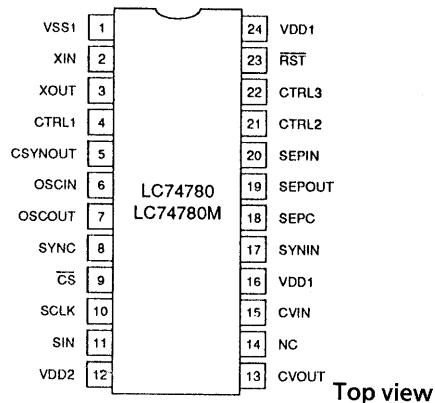 VSS1 1 24 VDD1
XIN 2 23 RST
XOUT 3 22 CTRL3
CTRL1 4 21 CTRL2
CSYNOUT 5 20 SEPIN
OSCIN 6 19 SEPOUT
LC74780
OSCOUT 7 18 SEPC
LC74780M
SYNC 8 17 SYNIN
CS 9 16 VDD1
SCLK 10 15 CVIN
SIN 11 14 NC
VDD2 12 13 CVOUT
Top view